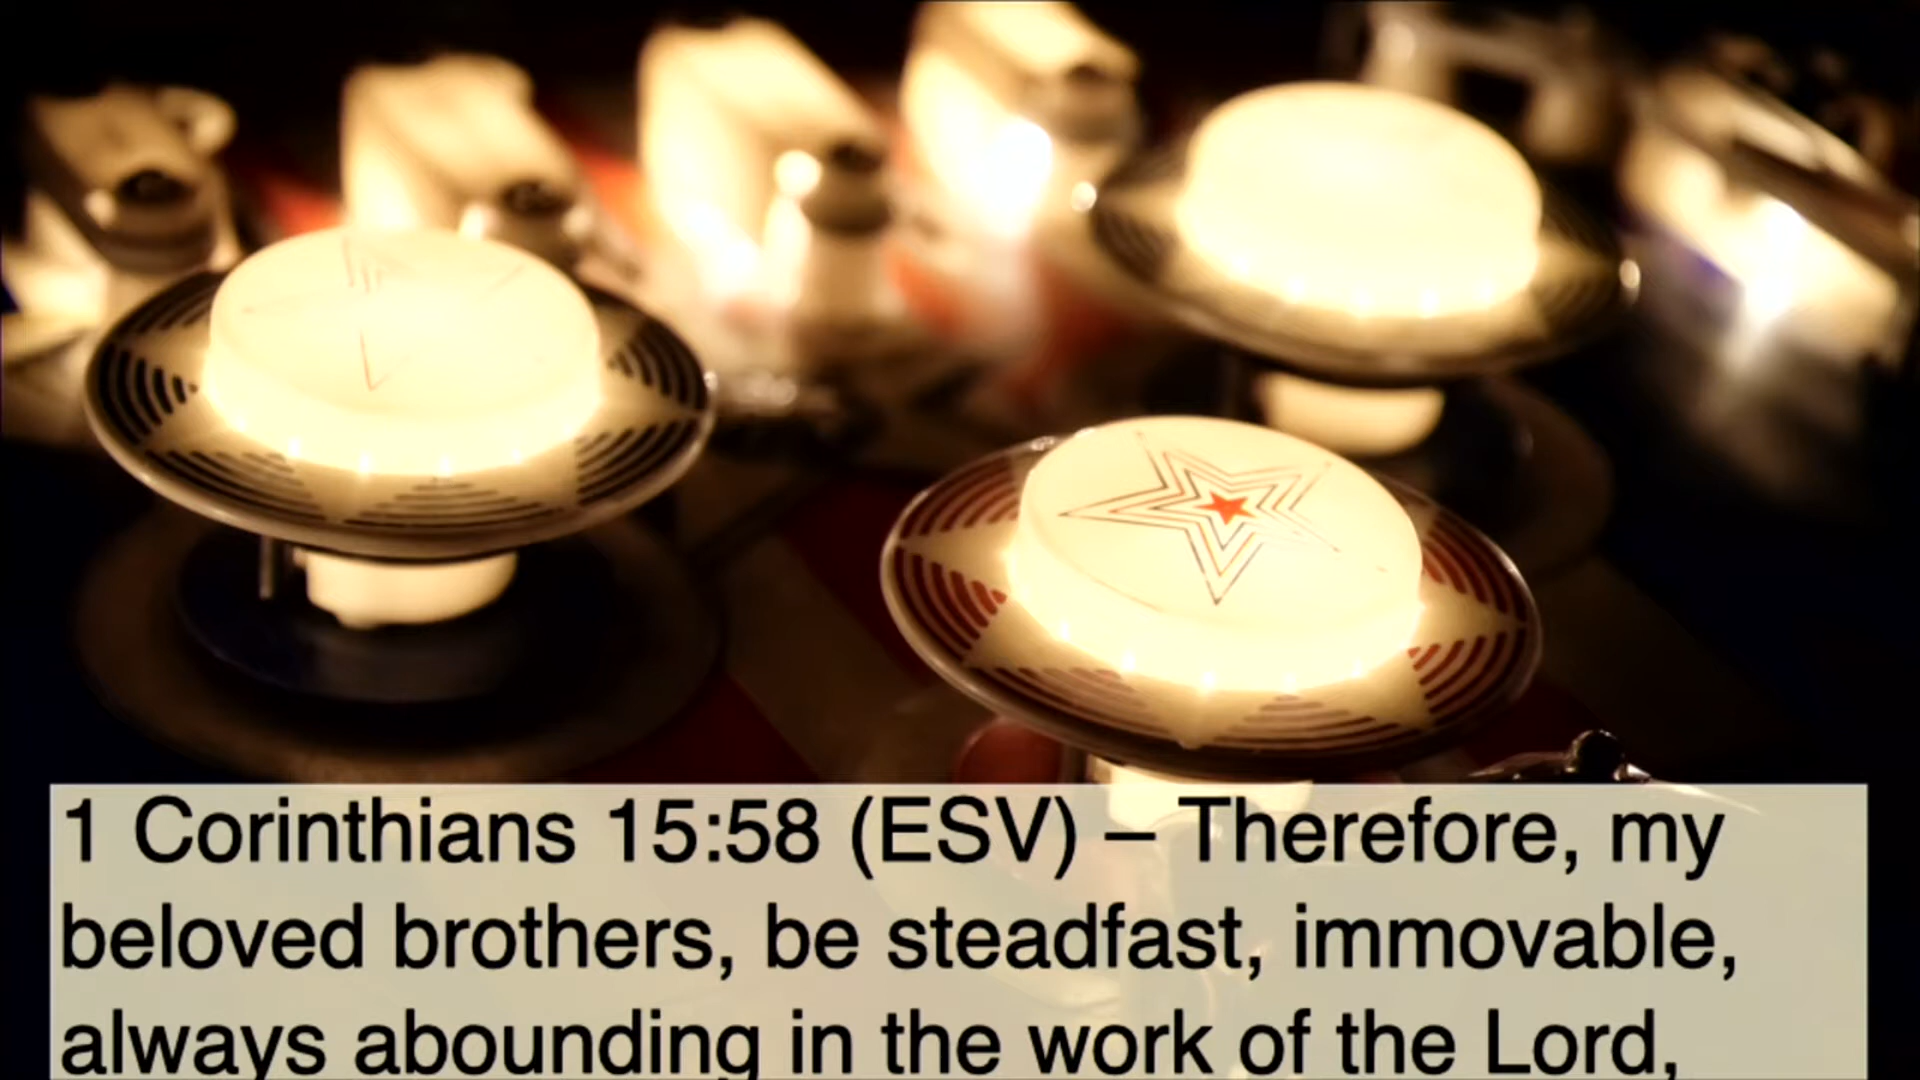 1 Corinthians 15:58 (ESV) – Therefore, my
beloved brothers, be steadfast, immovable,
always abounding in the work of the Lord,